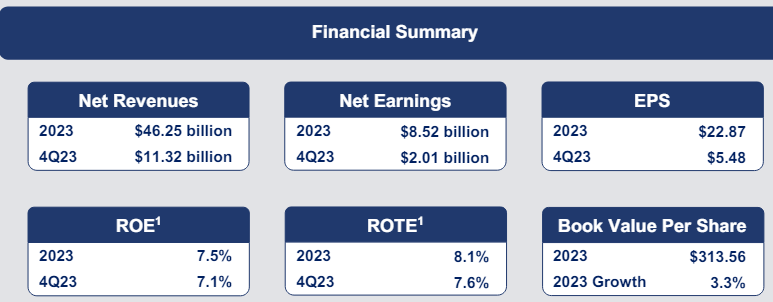 Financial Summary
Net Revenues
2023 $46.25 billion
4Q23 $11.32 billion
Net Earnings
2023 $8.52 billion
4Q23 $2.01 billion
EPS
2023 $22.87
4Q23 $5.48
ROE1
2023 7.5%
4Q23 7.1%
ROTE1
2023 8.1%
4Q23 7.6%
Book Value Per Share
2023 $313.56
2023 Growth 3.3%